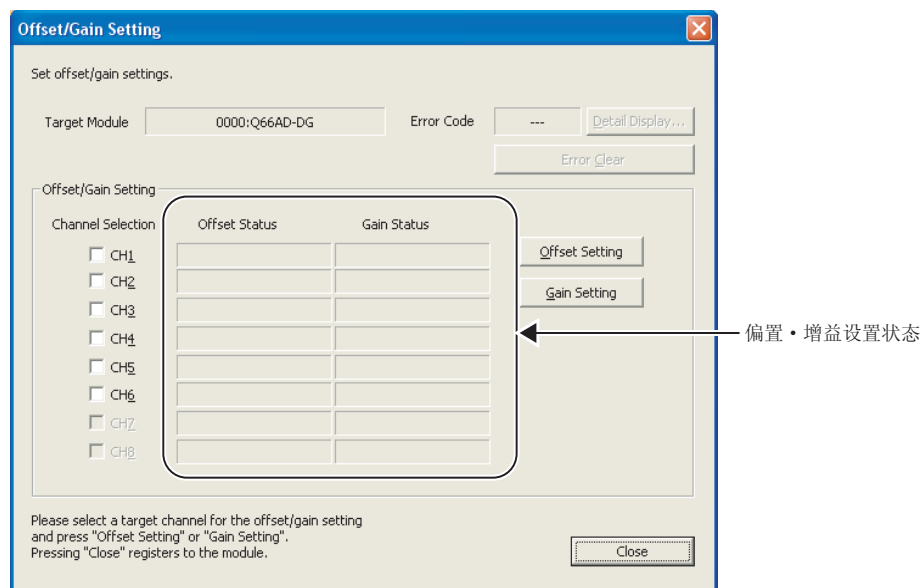 Offset/Gain Setting
Set offset/gain settings.
Target Module 0000:Q66AD-DG Error Code --- Detail Display...
Error Clear
Offset/Gain Setting
Channel Selection Offset Status Gain Status
CH1 Offset Setting
CH2 Gain Setting
CH3
CH4 偏置・增益设置状态
CH5
CH6
CH7
CH8
Please select a target channel for the offset/gain setting
and press "Offset Setting" or "Gain Setting".
Pressing "Close" registers to the module. Close